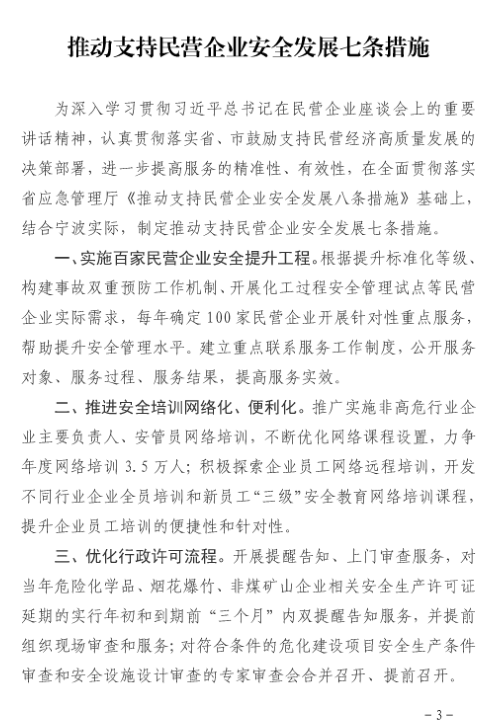 推动支持民营企业安全发展七条措施
为深入学习贯彻习近平总书记在民营企业座谈会上的重要
讲话精神，认真贯彻落实省、市鼓励支持民营经济高质量发展的
决策部署，进一步提高服务的精准性、有效性，在全面贯彻落实
省应急管理厅《推动支持民营企业安全发展八条措施》基础上，
结合宁波实际，制定推动支持民营企业安全发展七条措施。
一、实施百家民营企业安全提升工程。根据提升标准化等级、
构建事故双重预防工作机制、开展化工过程安全管理试点等民营
企业实际需求，每年确定 100 家民营企业开展针对性重点服务，
帮助提升安全管理水平。建立重点联系服务工作制度，公开服务
对象、服务过程、服务结果，提高服务实效。
二、推进安全培训网络化、便利化。推广实施非高危行业企
业主要负责人、安管员网络培训，不断优化网络课程设置，力争
年度网络培训 3.5 万人；积极探索企业员工网络远程培训，开发
不同行业企业全员培训和新员工“三级”安全教育网络培训课程，
提升企业员工培训的便捷性和针对性。
三、优化行政许可流程。开展提醒告知、上门审查服务，对
当年危险化学品、烟花爆竹、非煤矿山企业相关安全生产许可证
延期的实行年初和到期前“三个月”内双提醒告知服务，并提前
组织现场审查和服务；对符合条件的危化建设项目安全生产条件
审查和安全设施设计审查的专家审查会合并召开、提前召开。
－3－